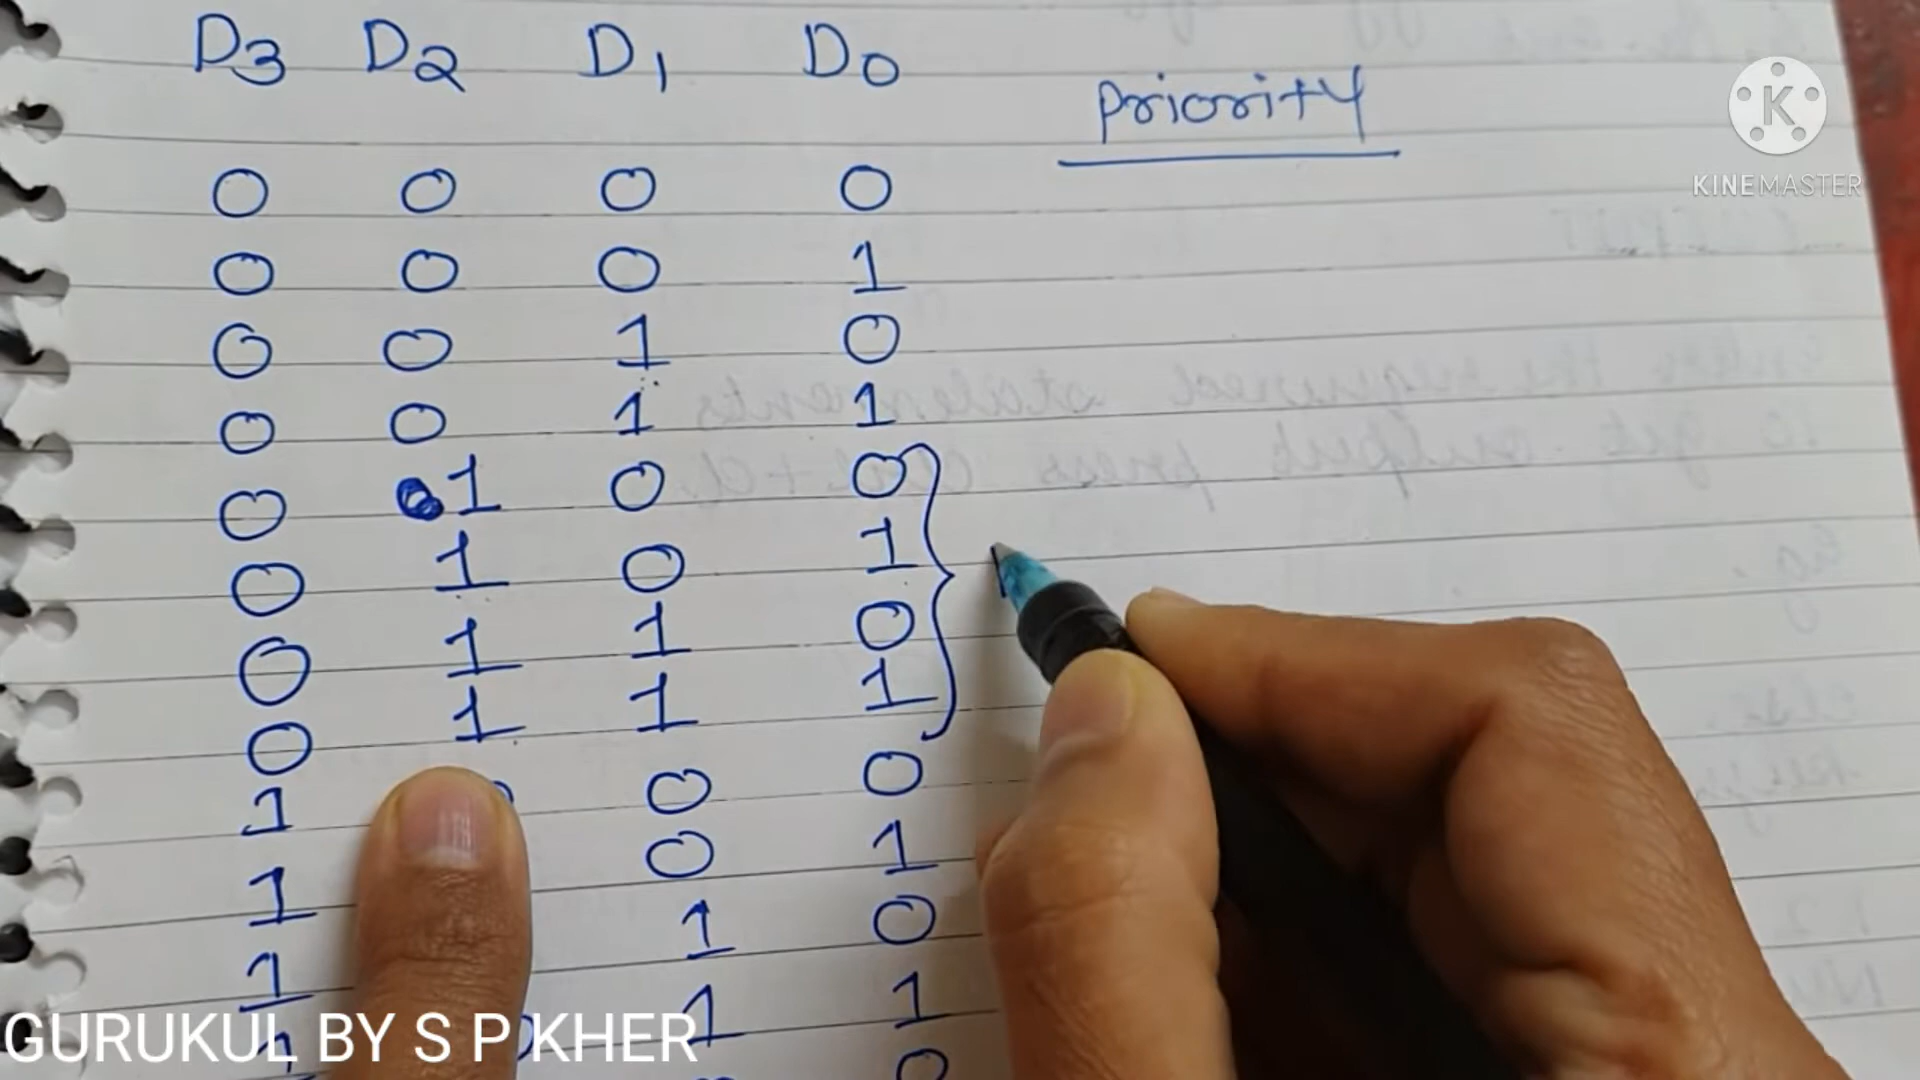 D3 D2 D1 D0
Priority
K
KINEMASTER
0 0 0 0
0 0 0 1
0 0 1 0
0 0 1 1
0 1 0 0
0 1 0 1
0 1 1 0
0 1 1 1
1 0 0
1 0 1
1 1 0
1 1 1
1 0
GURUKUL BY S P KHER